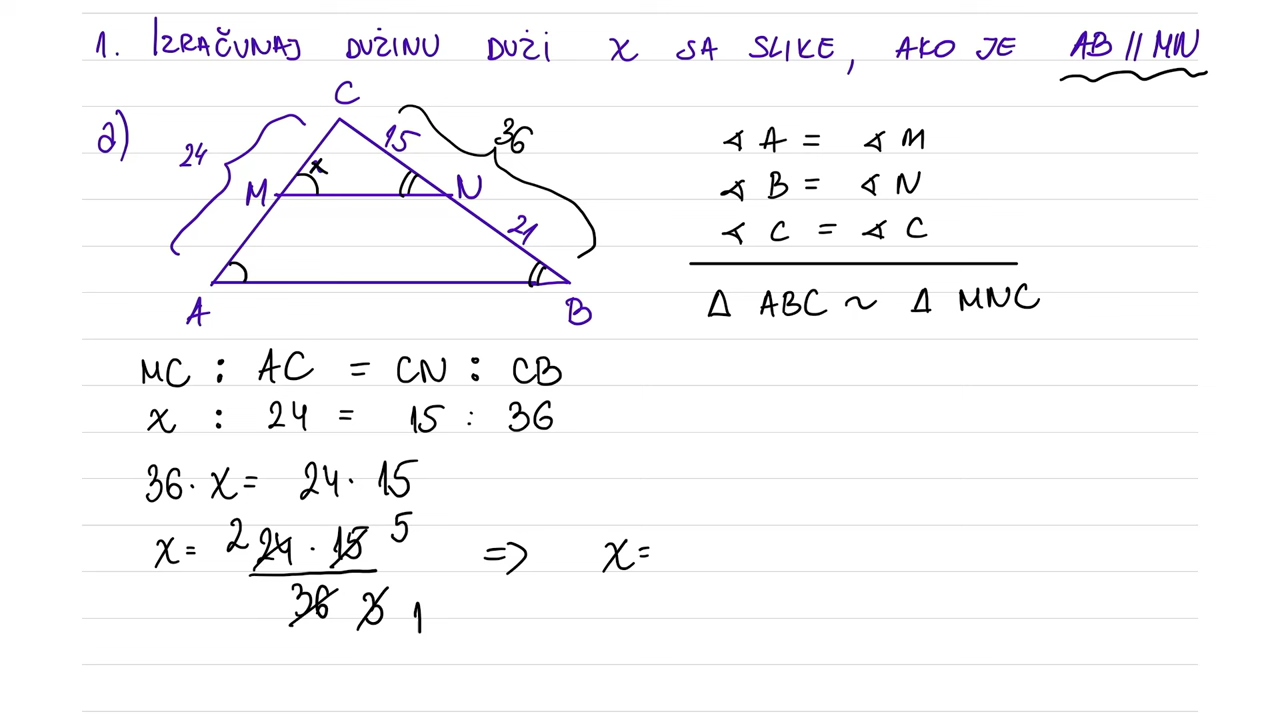 1. IZRAČUNAJ DUŽINU DUŽI X SA SLIKE, AKO JE AB // MN
a)
C
24
15
36
x
M
N
21
A
B
∢ A = ∢ M
∢ B = ∢ N
∢ C = ∢ C
Δ ABC ~ Δ MNC
MC : AC = CN : CB
x : 24 = 15 : 36
36 · x = 24 · 15
x = 2 24 · 15 5 => x =
36 3 1